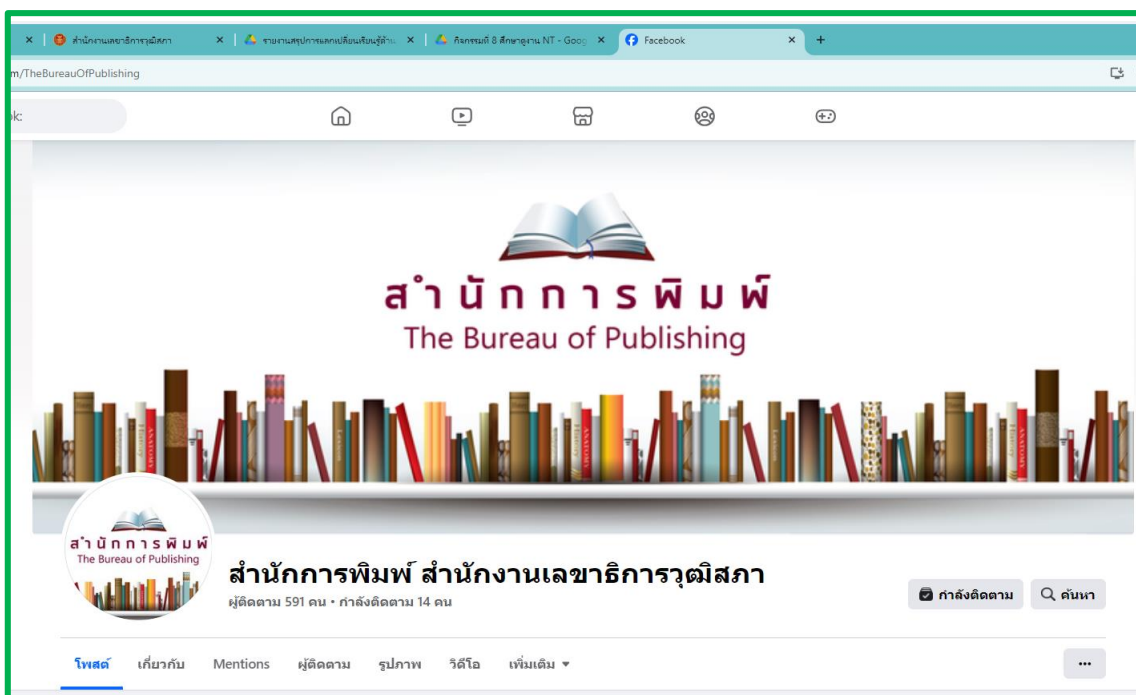 สำนักงานเลขาธิการวุฒิสภา
รายงานสรุปการแลกเปลี่ยนเรียนรู้ด้าน
กิจกรรมที่ 8 ศึกษาดูงาน NT - Goog
Facebook
m/TheBureauOfPublishing
ok:
สำนักการพิมพ์
The Bureau of Publishing
สำนักการพิมพ์
The Bureau of Publishing
สำนักการพิมพ์ สำนักงานเลขาธิการวุฒิสภา
ผู้ติดตาม 591 คน • กำลังติดตาม 14 คน
กำลังติดตาม
ค้นหา
โพสต์ เกี่ยวกับ Mentions ผู้ติดตาม รูปภาพ วิดีโอ เพิ่มเติม